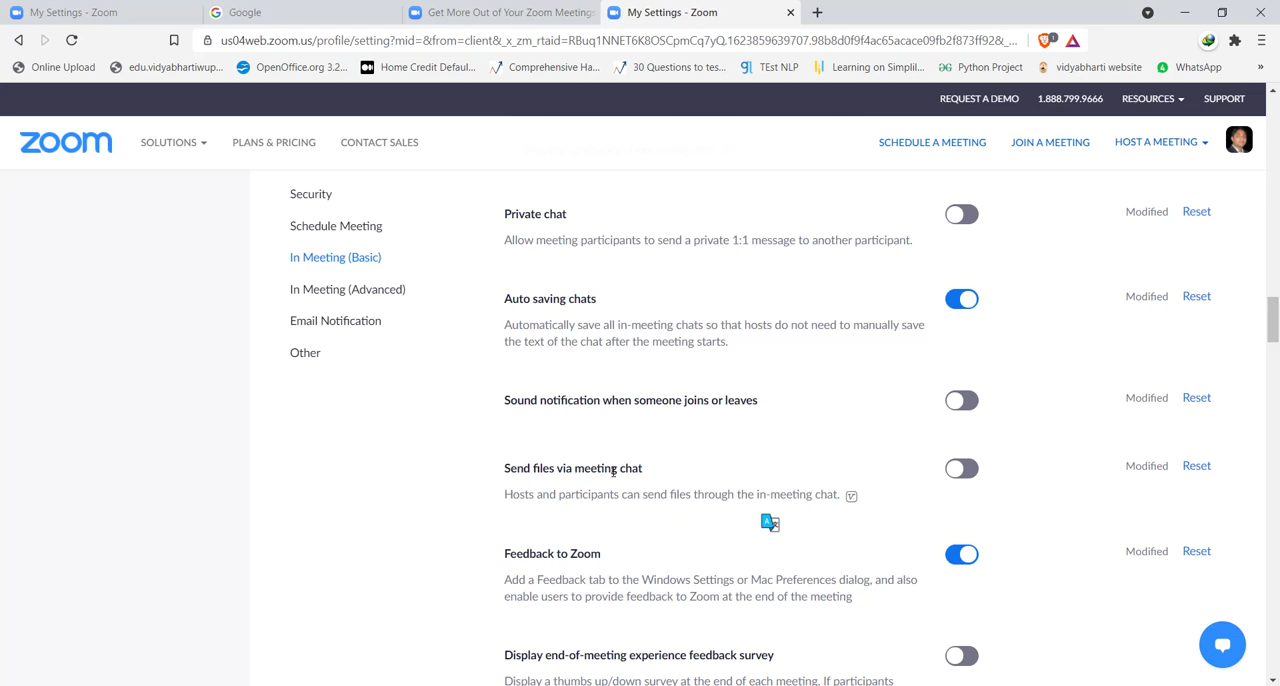 My Settings - Zoom
Google
Get More Out of Your Zoom Meetings
My Settings - Zoom
us04web.zoom.us/profile/setting?mid=&from=client&_x_zm_rtaid=RBuq1NNET6K8OSCpmCq7yQ.1623859639707.98b8d0f9f4ac65acace09fb2f873ff92&_...
1
Online Upload
edu.vidyabhartiwup...
OpenOffice.org 3.2...
Home Credit Defaul...
Comprehensive Ha...
30 Questions to tes...
TEst NLP
Learning on Simplil...
Python Project
vidyabharti website
WhatsApp
»
REQUEST A DEMO
1.888.799.9666
RESOURCES
SUPPORT
zoom
SOLUTIONS
PLANS & PRICING
CONTACT SALES
SCHEDULE A MEETING
JOIN A MEETING
HOST A MEETING
Security
Schedule Meeting
In Meeting (Basic)
In Meeting (Advanced)
Email Notification
Other
Private chat
Modified Reset
Allow meeting participants to send a private 1:1 message to another participant.
Auto saving chats
Modified Reset
Automatically save all in-meeting chats so that hosts do not need to manually save
the text of the chat after the meeting starts.
Sound notification when someone joins or leaves
Modified Reset
Send files via meeting chat
Modified Reset
Hosts and participants can send files through the in-meeting chat.
Feedback to Zoom
Modified Reset
Add a Feedback tab to the Windows Settings or Mac Preferences dialog, and also
enable users to provide feedback to Zoom at the end of the meeting
Display end-of-meeting experience feedback survey
Display a thumbs up/down survey at the end of each meeting. If participants